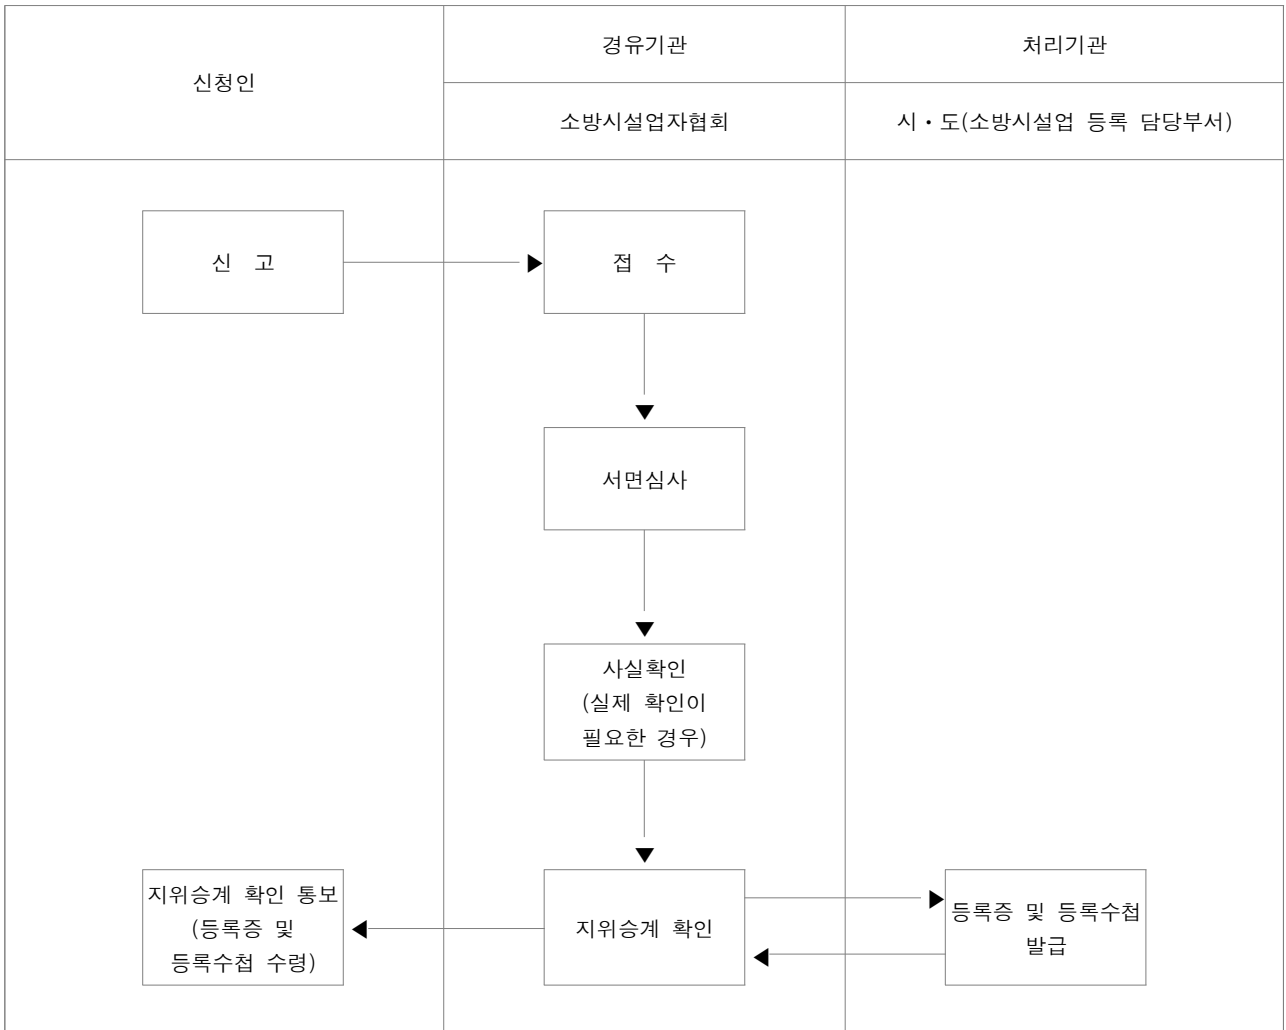 신청인
경유기관
처리기관
소방시설업자협회
시·도(소방시설업 등록 담당부서)
신 고
접 수
서면심사
사실확인
(실제 확인이
필요한 경우)
지위승계 확인 통보
(등록증 및
등록수첩 수령)
지위승계 확인
등록증 및 등록수첩
발급